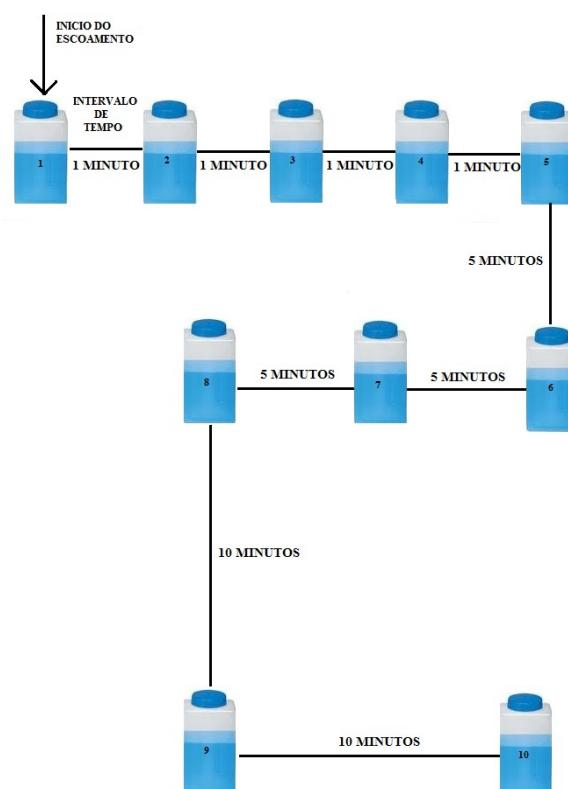 INICIO DO
ESCOAMENTO
INTERVALO
DE
TEMPO
1
1 MINUTO
2
1 MINUTO
3
1 MINUTO
4
1 MINUTO
5
5 MINUTOS
8
5 MINUTOS
7
5 MINUTOS
6
10 MINUTOS
9
10 MINUTOS
10